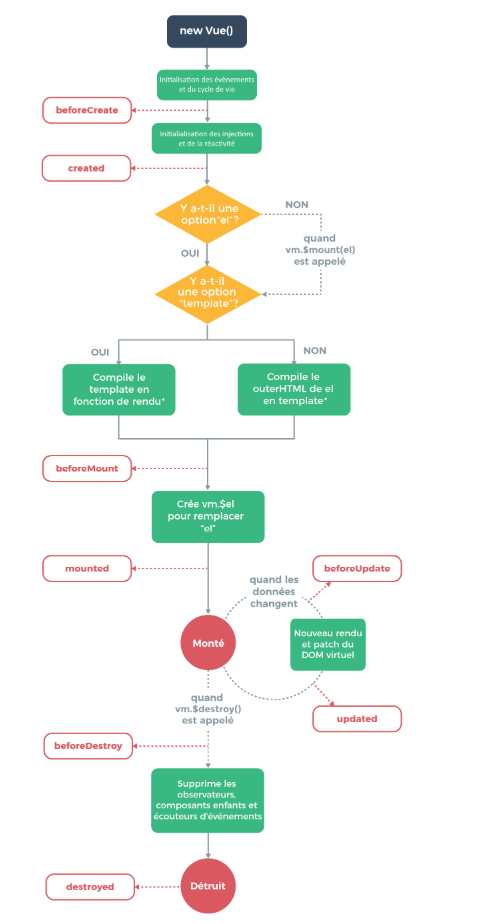 new Vue()
Initialisation des évènements
et du cycle de vie
beforeCreate
Initialialisation des injections
et de la réactivité
created
Y a-t-il une
option"el"?
NON
quand
vm.$mount(el)
est appelé
OUI
Y a-t-il
une option
"template"?
OUI
NON
Compile le
template en
fonction de rendu*
Compile le
outerHTML de el
en template*
beforeMount
Crée vm.$el
pour remplacer
"el"
mounted
quand les
données
changent
beforeUpdate
Monté
Nouveau rendu
et patch du
DOM virtuel
quand
vm.$destroy()
est appelé
updated
beforeDestroy
Supprime les
observateurs,
composants enfants et
écouteurs d'événements
destroyed
Détruit